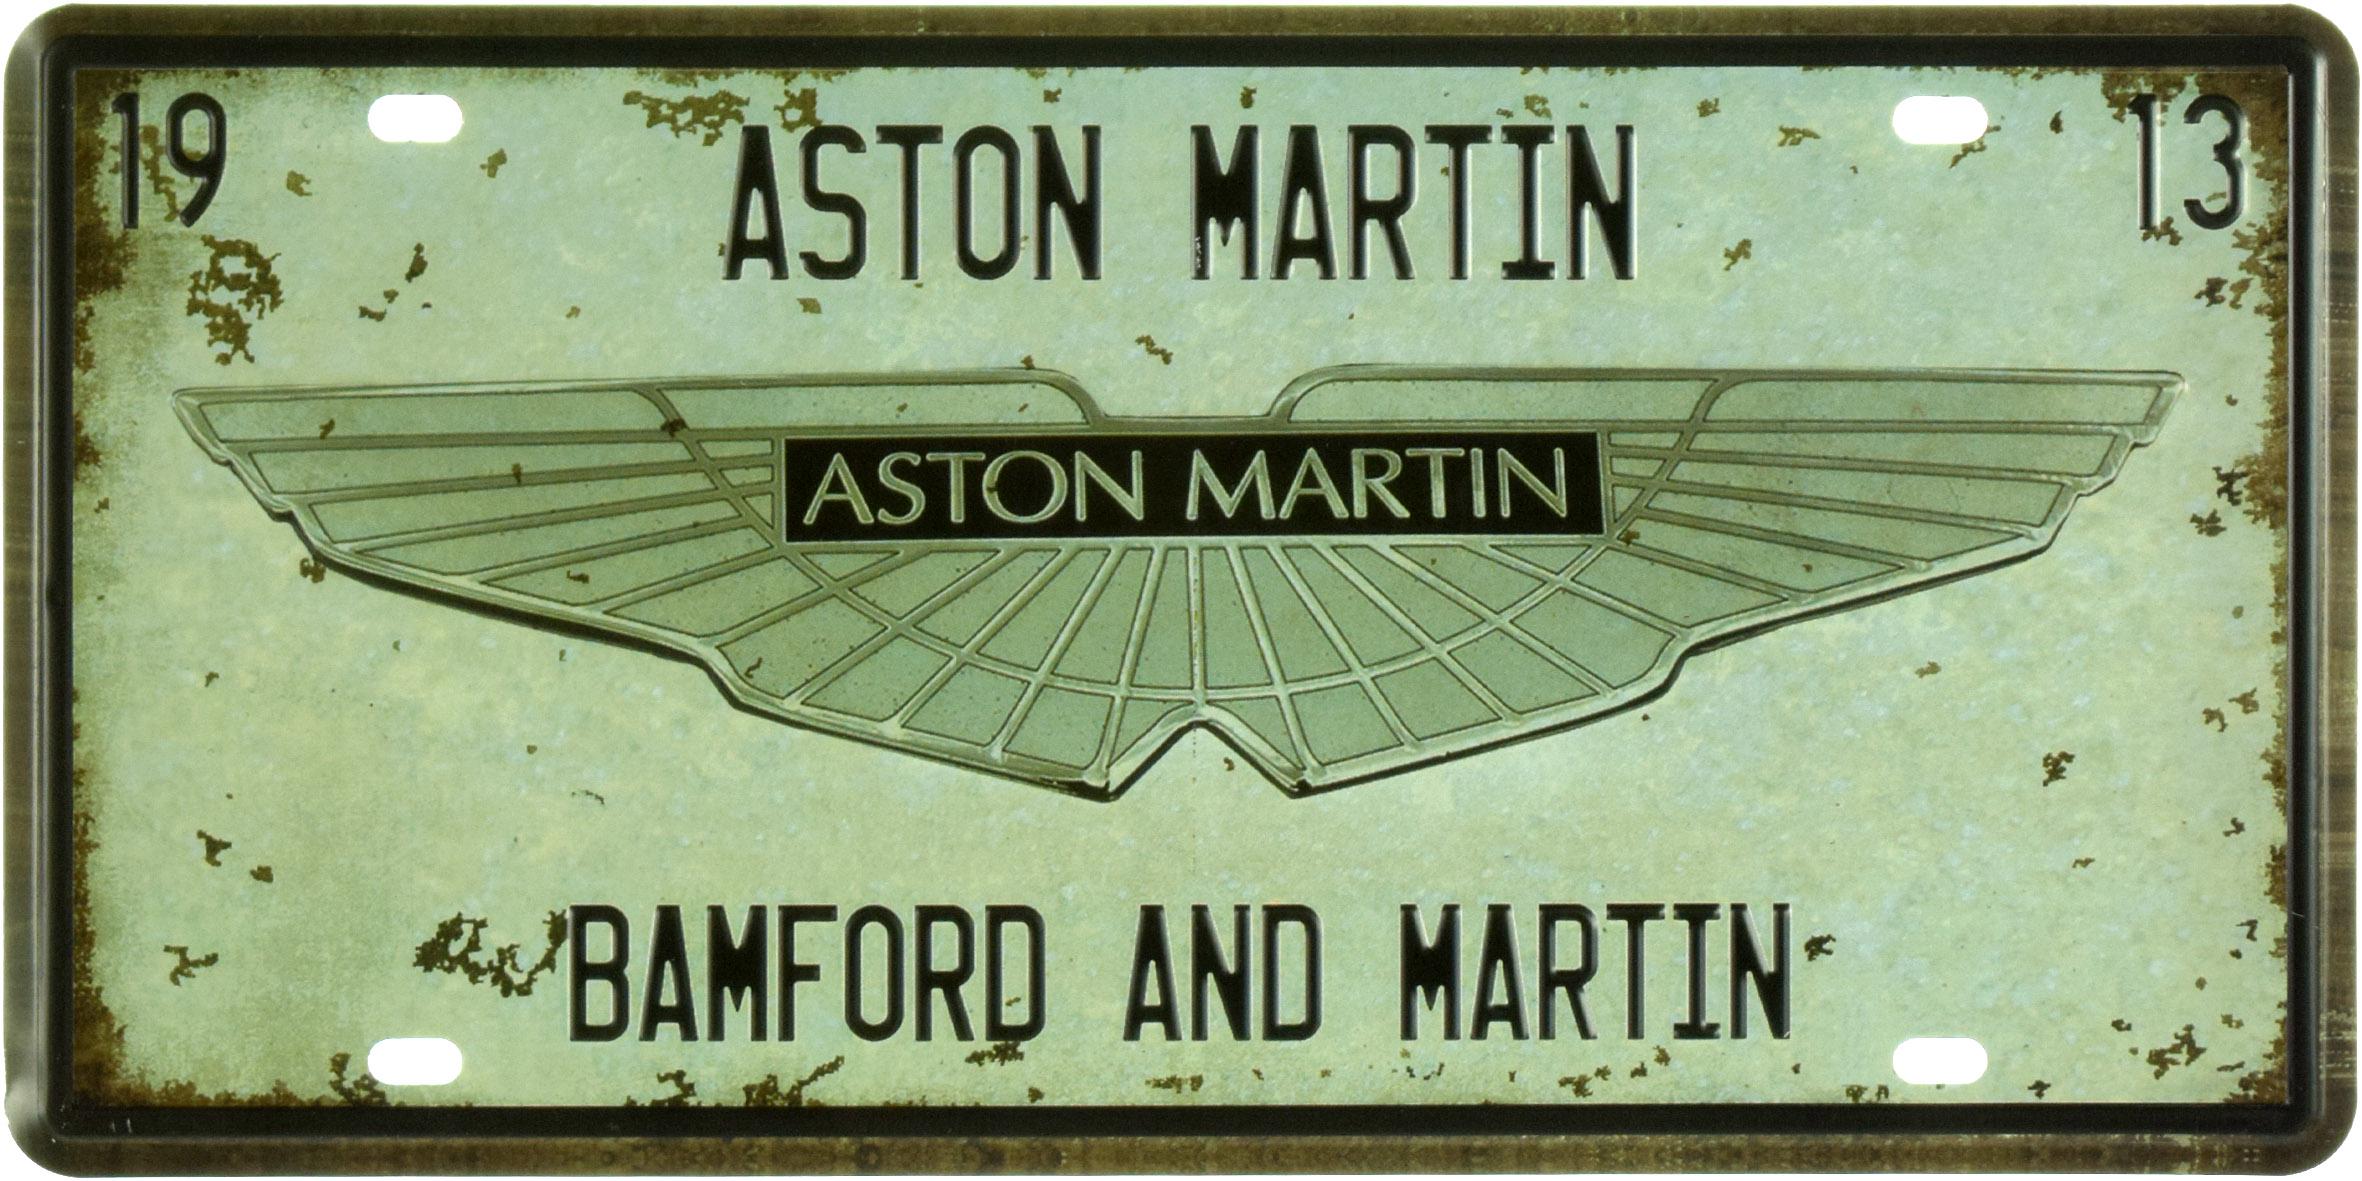 19 ASTON MARTIN 13
ASTON MARTIN
BAMFORD AND MARTIN